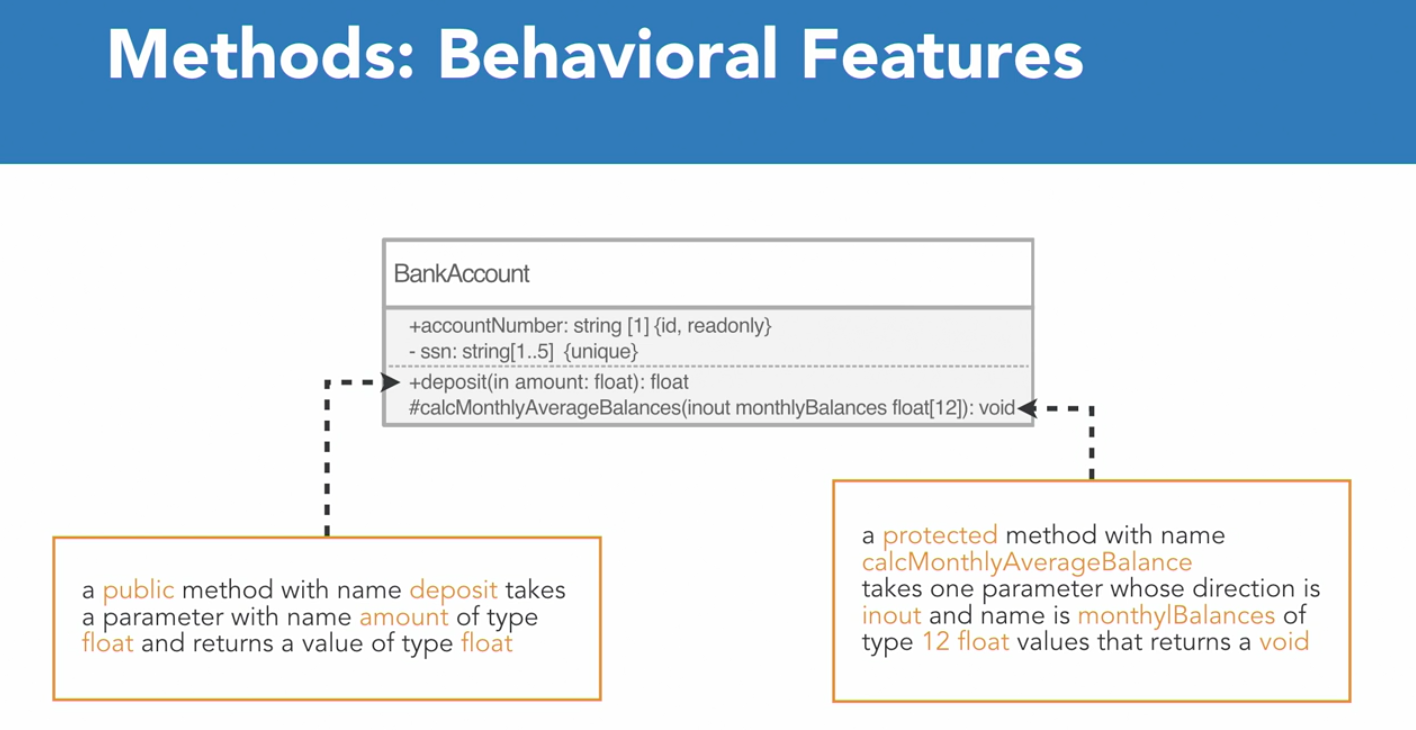 Methods: Behavioral Features
BankAccount
+accountNumber: string [1] {id, readonly}
- ssn: string[1..5] {unique}
+deposit(in amount: float): float
#calcMonthlyAverageBalances(inout monthlyBalances float[12]): void
a public method with name deposit takes
a parameter with name amount of type
float and returns a value of type float
a protected method with name
calcMonthlyAverageBalance
takes one parameter whose direction is
inout and name is monthylBalances of
type 12 float values that returns a void